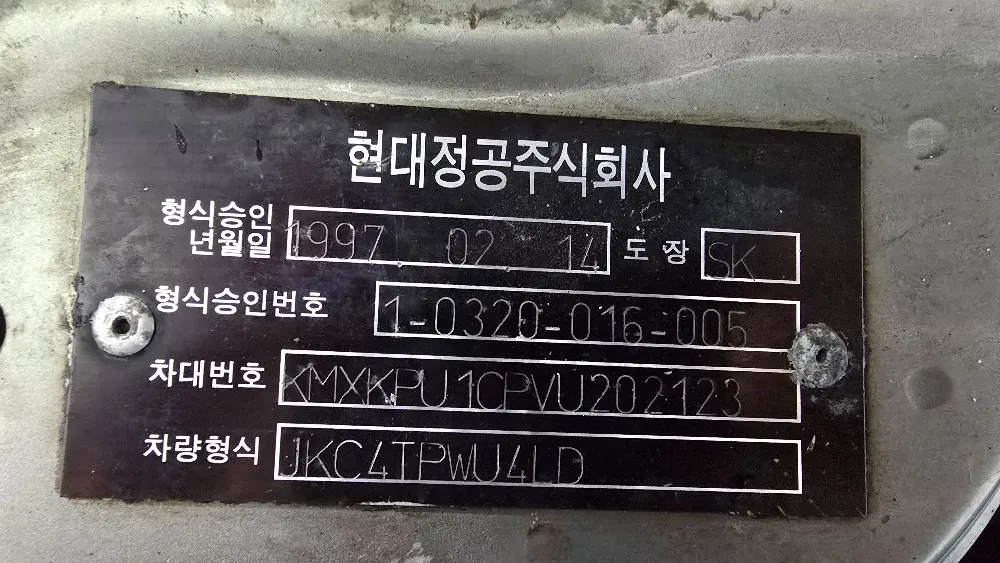 현대정공주식회사
형식승인
년월일 1997. 02. 14 도장 SK
형식승인번호 1-0320-016-005
차대번호 KMXKPU1CPVU202123
차량형식 JKC4TPWU4LD